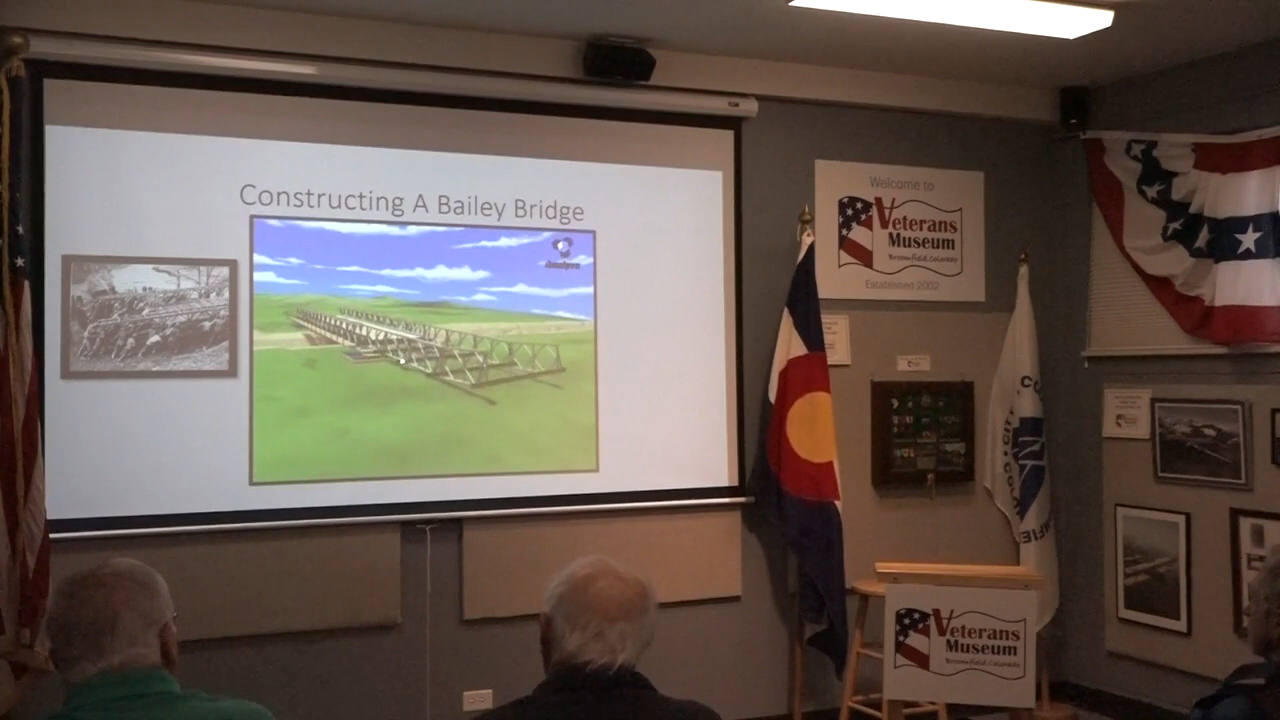 Constructing A Bailey Bridge
Welcome to
Veterans
Museum
Broomfield, Colorado
Established 2002
Veterans
Museum
Broomfield, Colorado